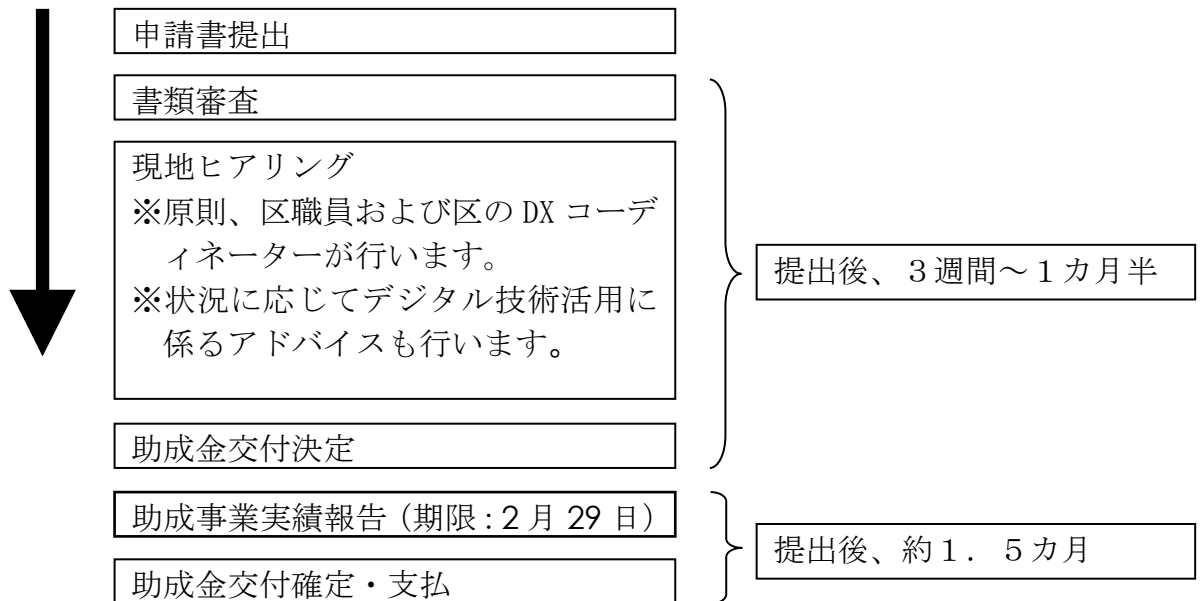 申請書提出
書類審査
現地ヒアリング
※原則、区職員および区の DX コーデ
ィネーターが行います。
※状況に応じてデジタル技術活用に
係るアドバイスも行います。
提出後、３週間～１カ月半
助成金交付決定
助成事業実績報告（期限：2 月 29 日）
提出後、約１．５カ月
助成金交付確定・支払